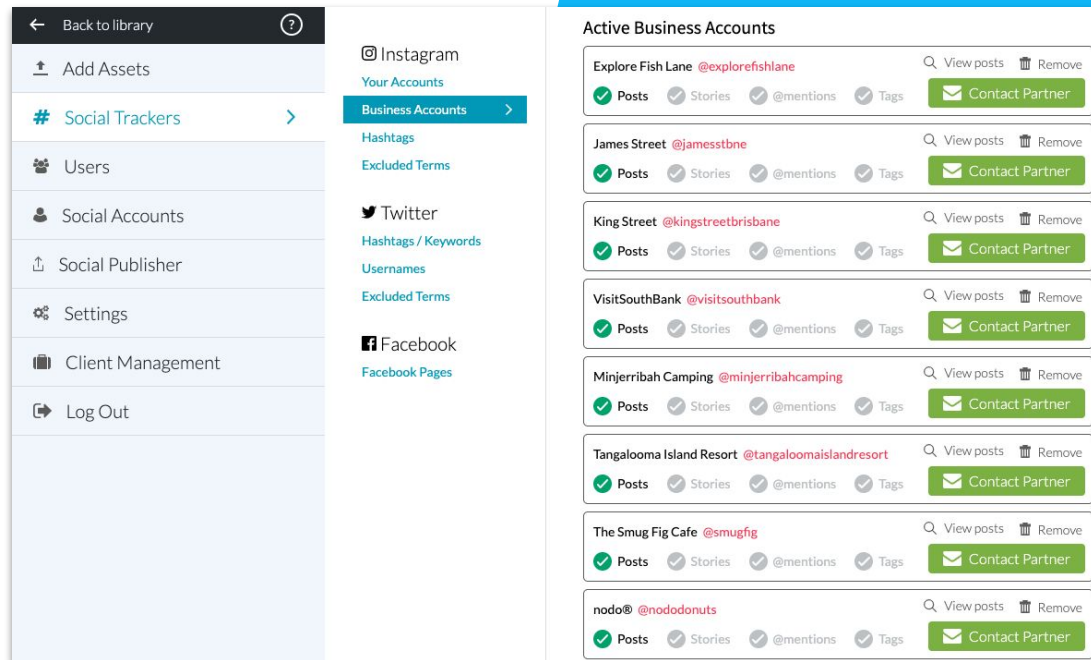 Back to library
?
Add Assets
# Social Trackers
Users
Social Accounts
Social Publisher
Settings
Client Management
Log Out
Instagram
Your Accounts
Business Accounts
Hashtags
Excluded Terms
Twitter
Hashtags / Keywords
Usernames
Excluded Terms
Facebook
Facebook Pages
Active Business Accounts
Explore Fish Lane @explorefishlane View posts Remove
Posts Stories @mentions Tags Contact Partner
James Street @jamesstbne View posts Remove
Posts Stories @mentions Tags Contact Partner
King Street @kingstreetbrisbane View posts Remove
Posts Stories @mentions Tags Contact Partner
VisitSouthBank @visitsouthbank View posts Remove
Posts Stories @mentions Tags Contact Partner
Minjerribah Camping @minjerribahcamping View posts Remove
Posts Stories @mentions Tags Contact Partner
Tangalooma Island Resort @tangaloomaislandresort View posts Remove
Posts Stories @mentions Tags Contact Partner
The Smug Fig Cafe @smugfig View posts Remove
Posts Stories @mentions Tags Contact Partner
nodo® @nododonuts View posts Remove
Posts Stories @mentions Tags Contact Partner